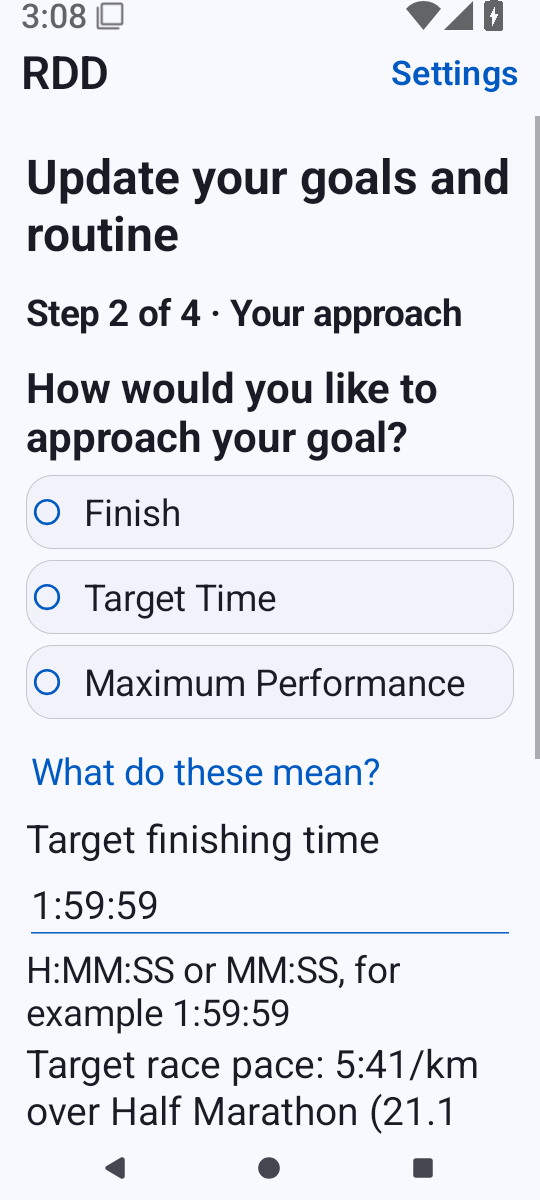 3:08
RDD
Settings
Update your goals and
routine
Step 2 of 4 · Your approach
How would you like to
approach your goal?
Finish
Target Time
Maximum Performance
What do these mean?
Target finishing time
1:59:59
H:MM:SS or MM:SS, for
example 1:59:59
Target race pace: 5:41/km
over Half Marathon (21.1